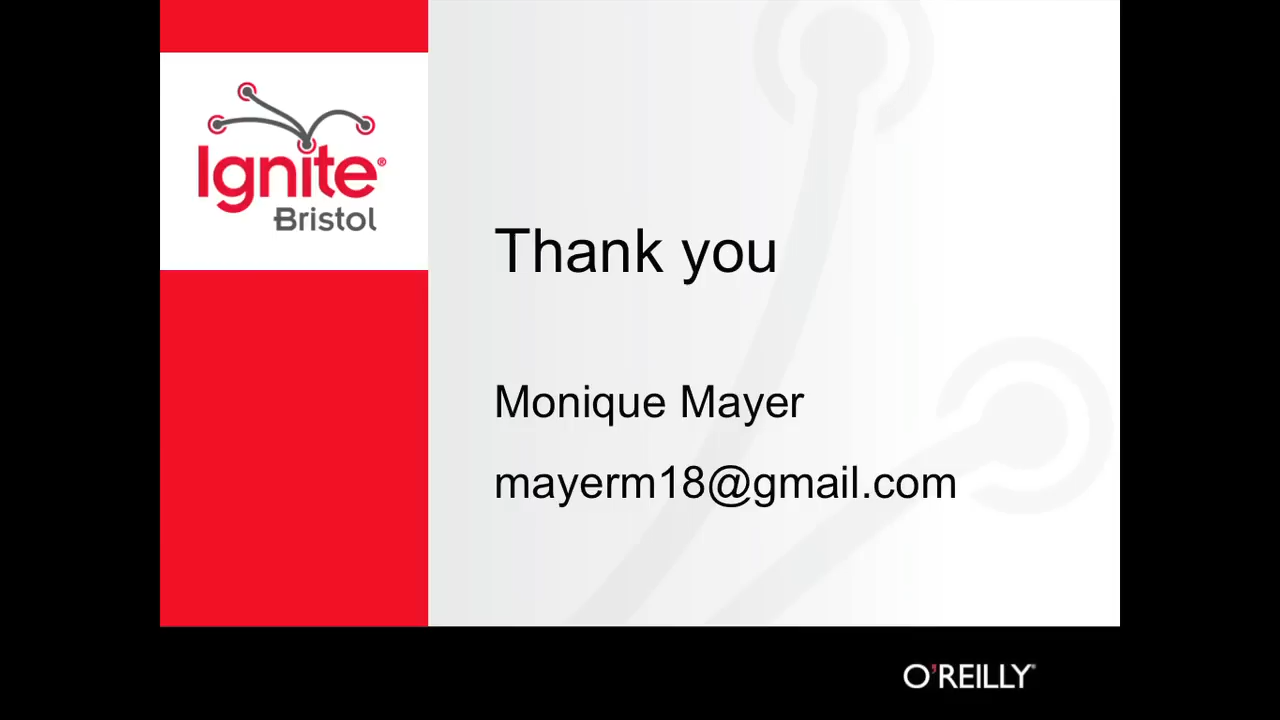 Ignite®
Bristol
Thank you
Monique Mayer
mayerm18@gmail.com
O'REILLY®